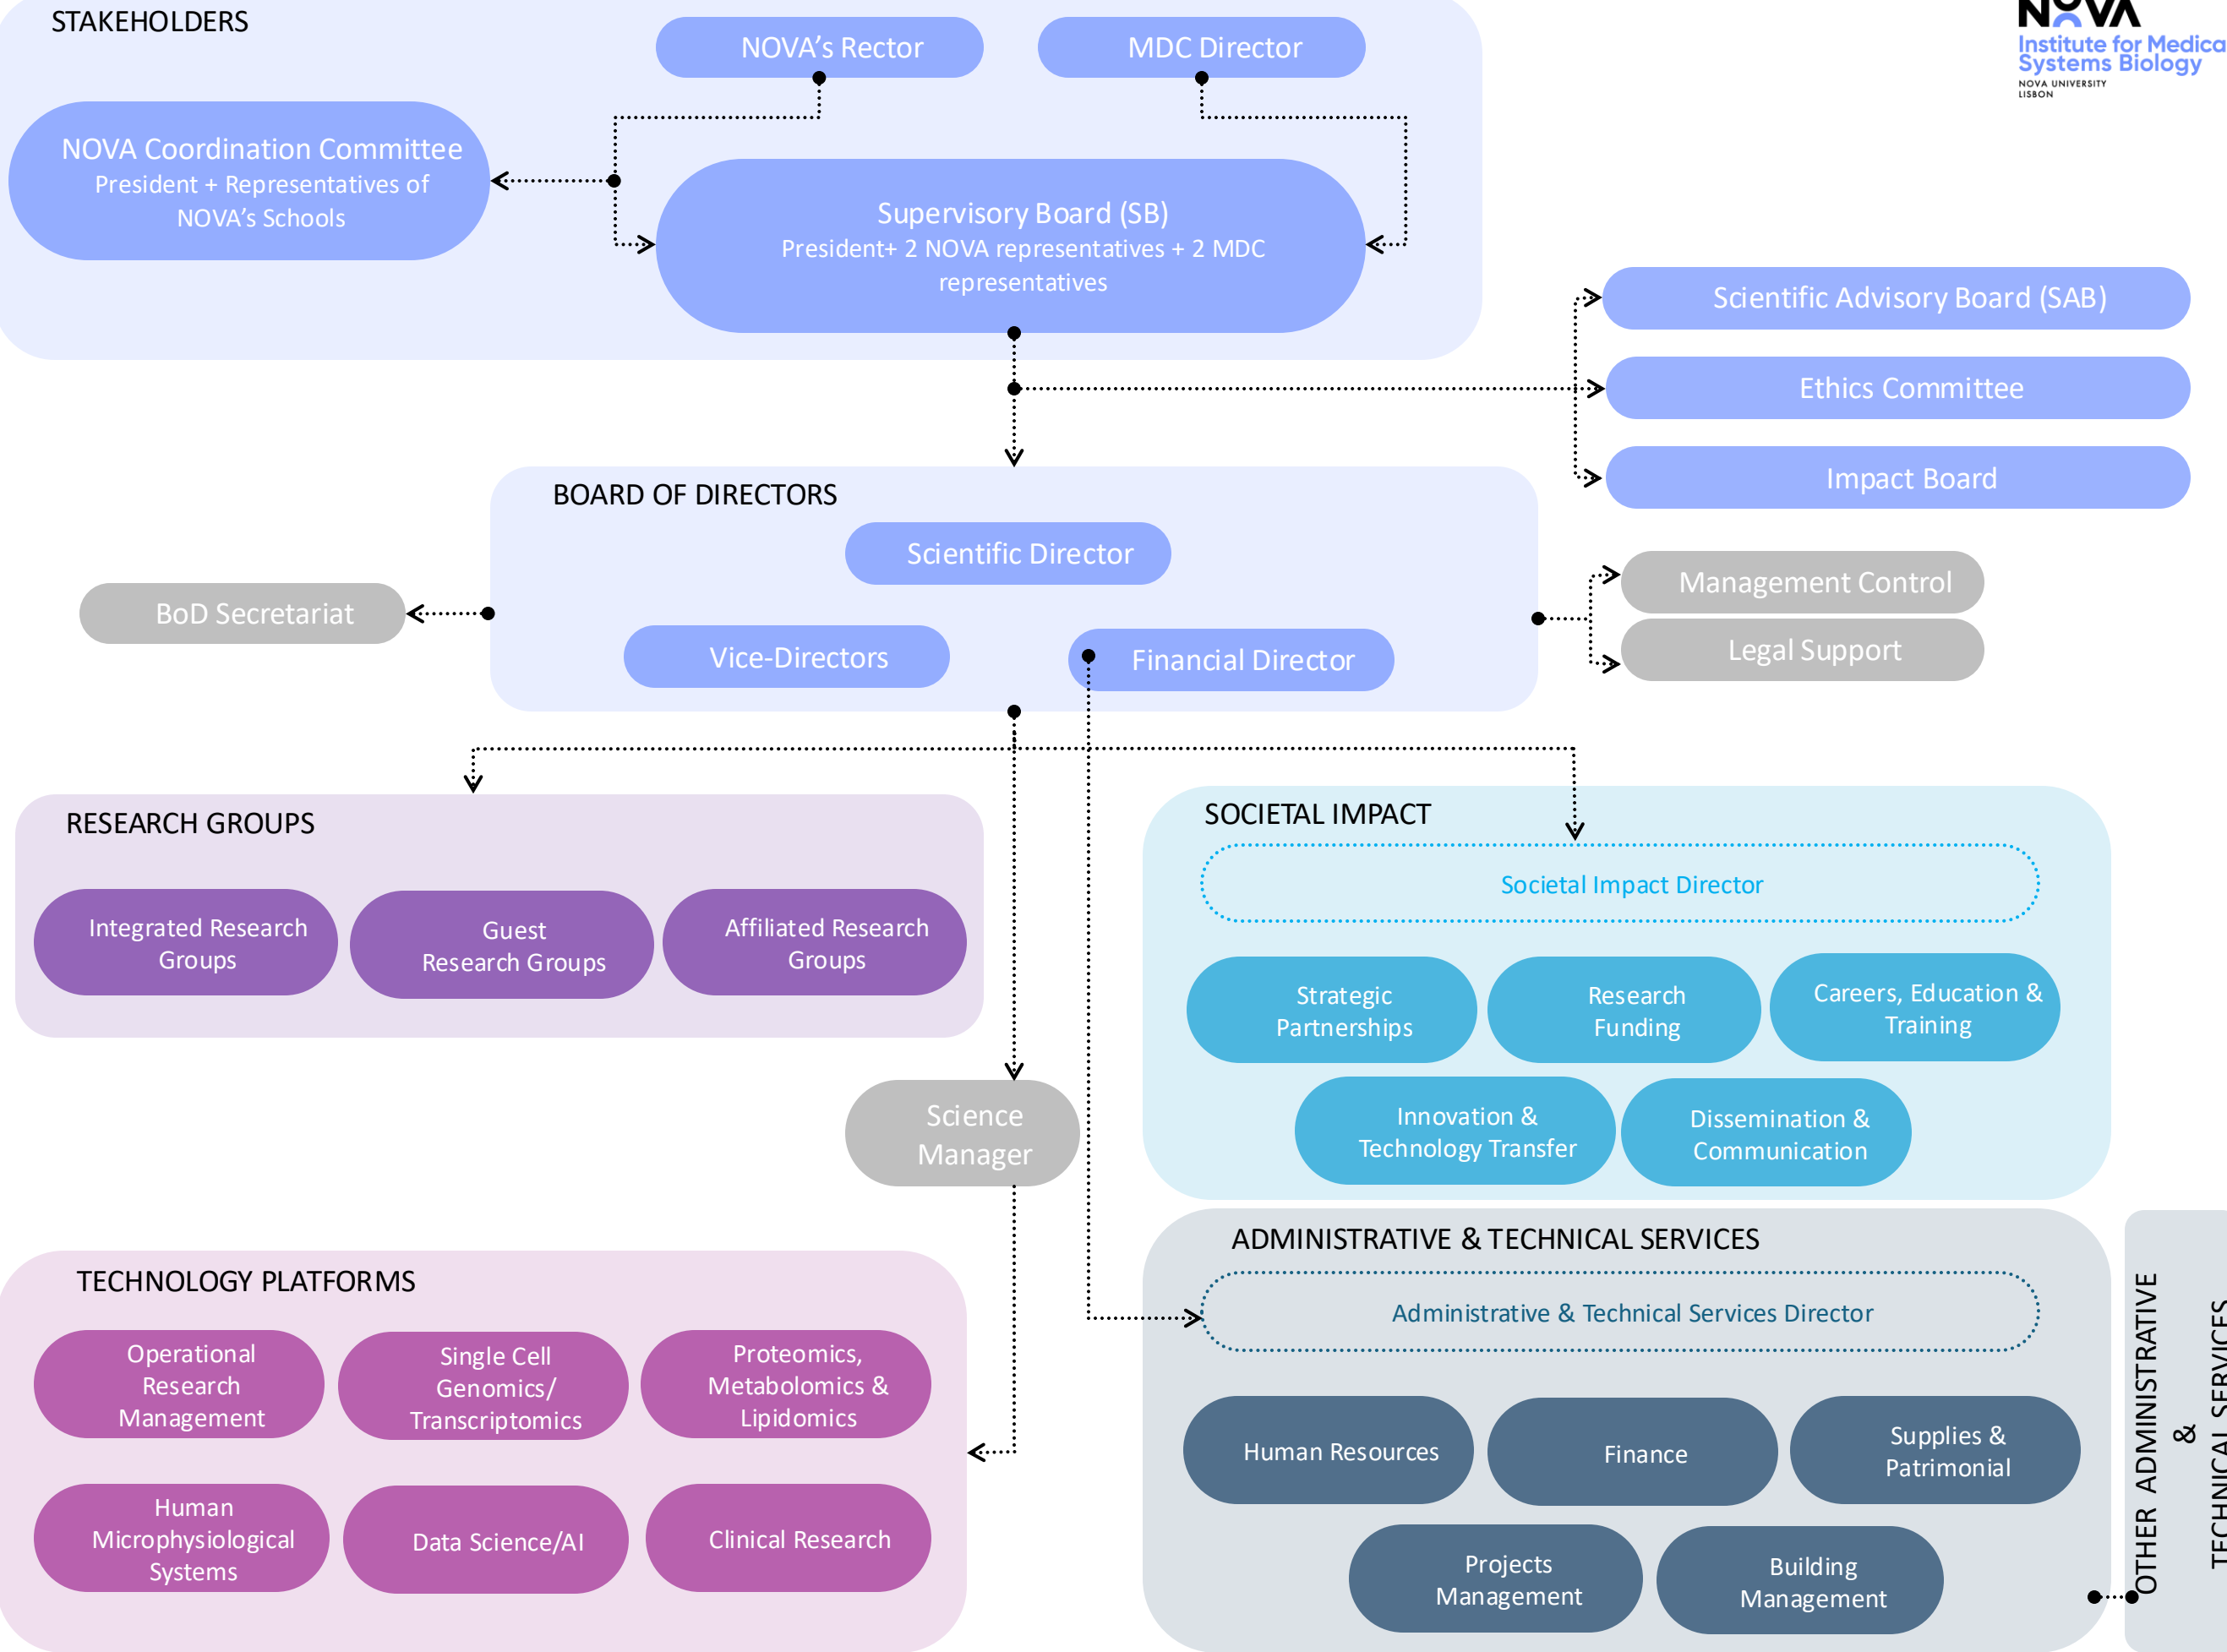 STAKEHOLDERS
NOVA's Rector
MDC Director
NOVA
Institute for Medica
Systems Biology
NOVA UNIVERSITY
LISBON
NOVA Coordination Committee
President + Representatives of
NOVA's Schools
Supervisory Board (SB)
President+ 2 NOVA representatives + 2 MDC
representatives
Scientific Advisory Board (SAB)
Ethics Committee
Impact Board
BOARD OF DIRECTORS
Scientific Director
Vice-Directors
Financial Director
BoD Secretariat
Management Control
Legal Support
RESEARCH GROUPS
Integrated Research
Groups
Guest
Research Groups
Affiliated Research
Groups
SOCIETAL IMPACT
Societal Impact Director
Strategic
Partnerships
Research
Funding
Careers, Education &
Training
Innovation &
Technology Transfer
Dissemination &
Communication
Science
Manager
TECHNOLOGY PLATFORMS
Operational
Research
Management
Single Cell
Genomics/
Transcriptomics
Proteomics,
Metabolomics &
Lipidomics
Human
Microphysiological
Systems
Data Science/AI
Clinical Research
ADMINISTRATIVE & TECHNICAL SERVICES
Administrative & Technical Services Director
Human Resources
Finance
Supplies &
Patrimonial
Projects
Management
Building
Management
OTHER ADMINISTRATIVE
&
TECHNICAL SERVICES